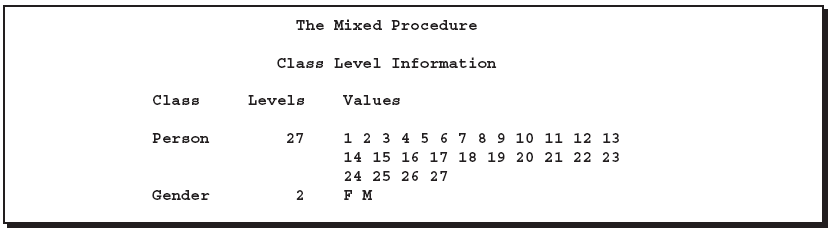 The Mixed Procedure
Class Level Information
Class Levels Values
Person 27 1 2 3 4 5 6 7 8 9 10 11 12 13
14 15 16 17 18 19 20 21 22 23
24 25 26 27
Gender 2 F M